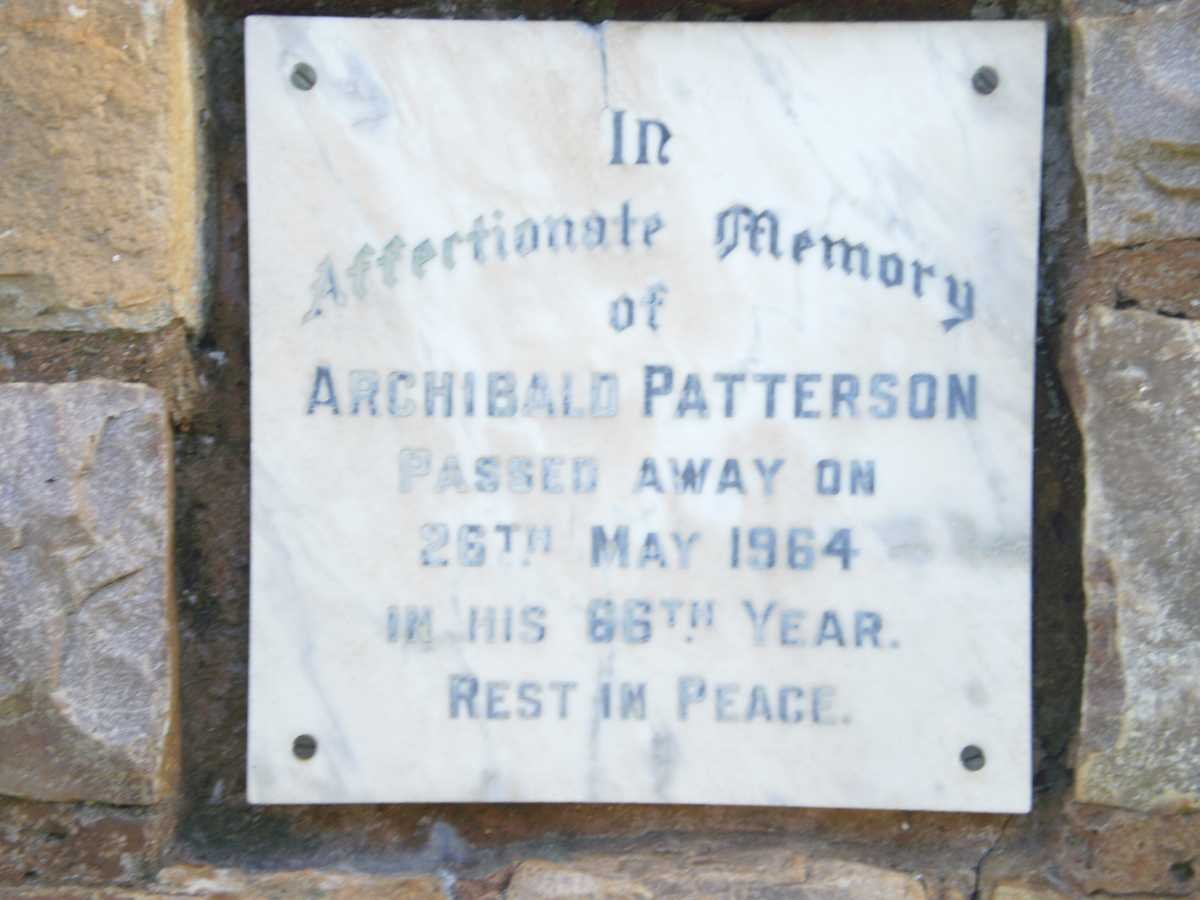 In
Affectionate Memory
of
ARCHIBALD PATTERSON
PASSED AWAY ON
26TH MAY 1964
IN HIS 66TH YEAR.
REST IN PEACE.